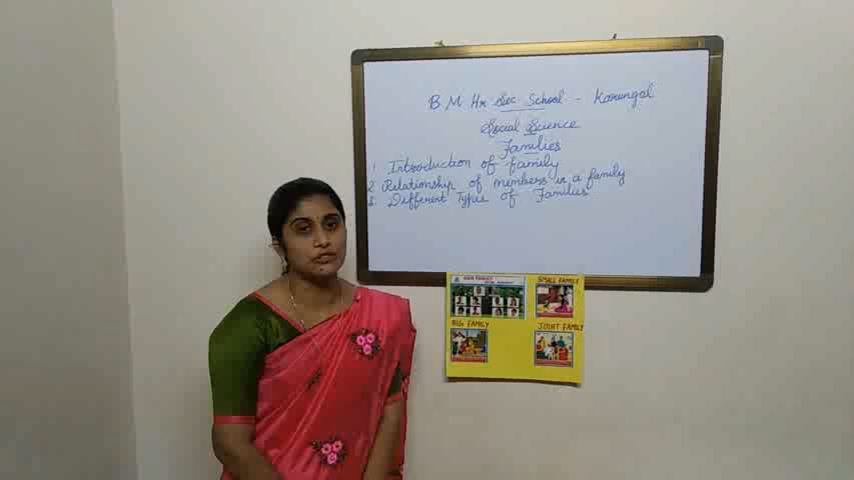 B M Hr Sec School - Karungal
Social Science
Families
1. Introduction of family
2. Relationship of members in a family
3. Different Types of Families
SMALL FAMILY
BIG FAMILY
JOINT FAMILY